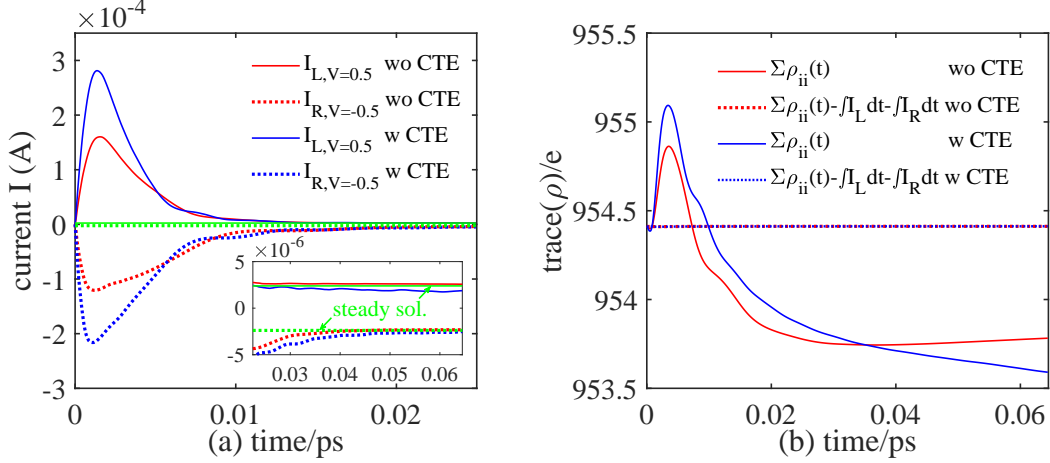 ×10⁻⁴
3
2
1
0
-1
-2
-3
current I (A)
I_L,V=0.5 wo CTE
I_R,V=-0.5 wo CTE
I_L,V=0.5 w CTE
I_R,V=-0.5 w CTE
×10⁻⁶
5
0
-5
steady sol.
0.03 0.04 0.05 0.06
0 0.01 0.02
(a) time/ps
955.5
955
954.5
954
953.5
trace(ρ)/e
Σρ_ii(t) wo CTE
Σρ_ii(t)-∫I_L dt-∫I_R dt wo CTE
Σρ_ii(t) w CTE
Σρ_ii(t)-∫I_L dt-∫I_R dt w CTE
0 0.02 0.04 0.06
(b) time/ps